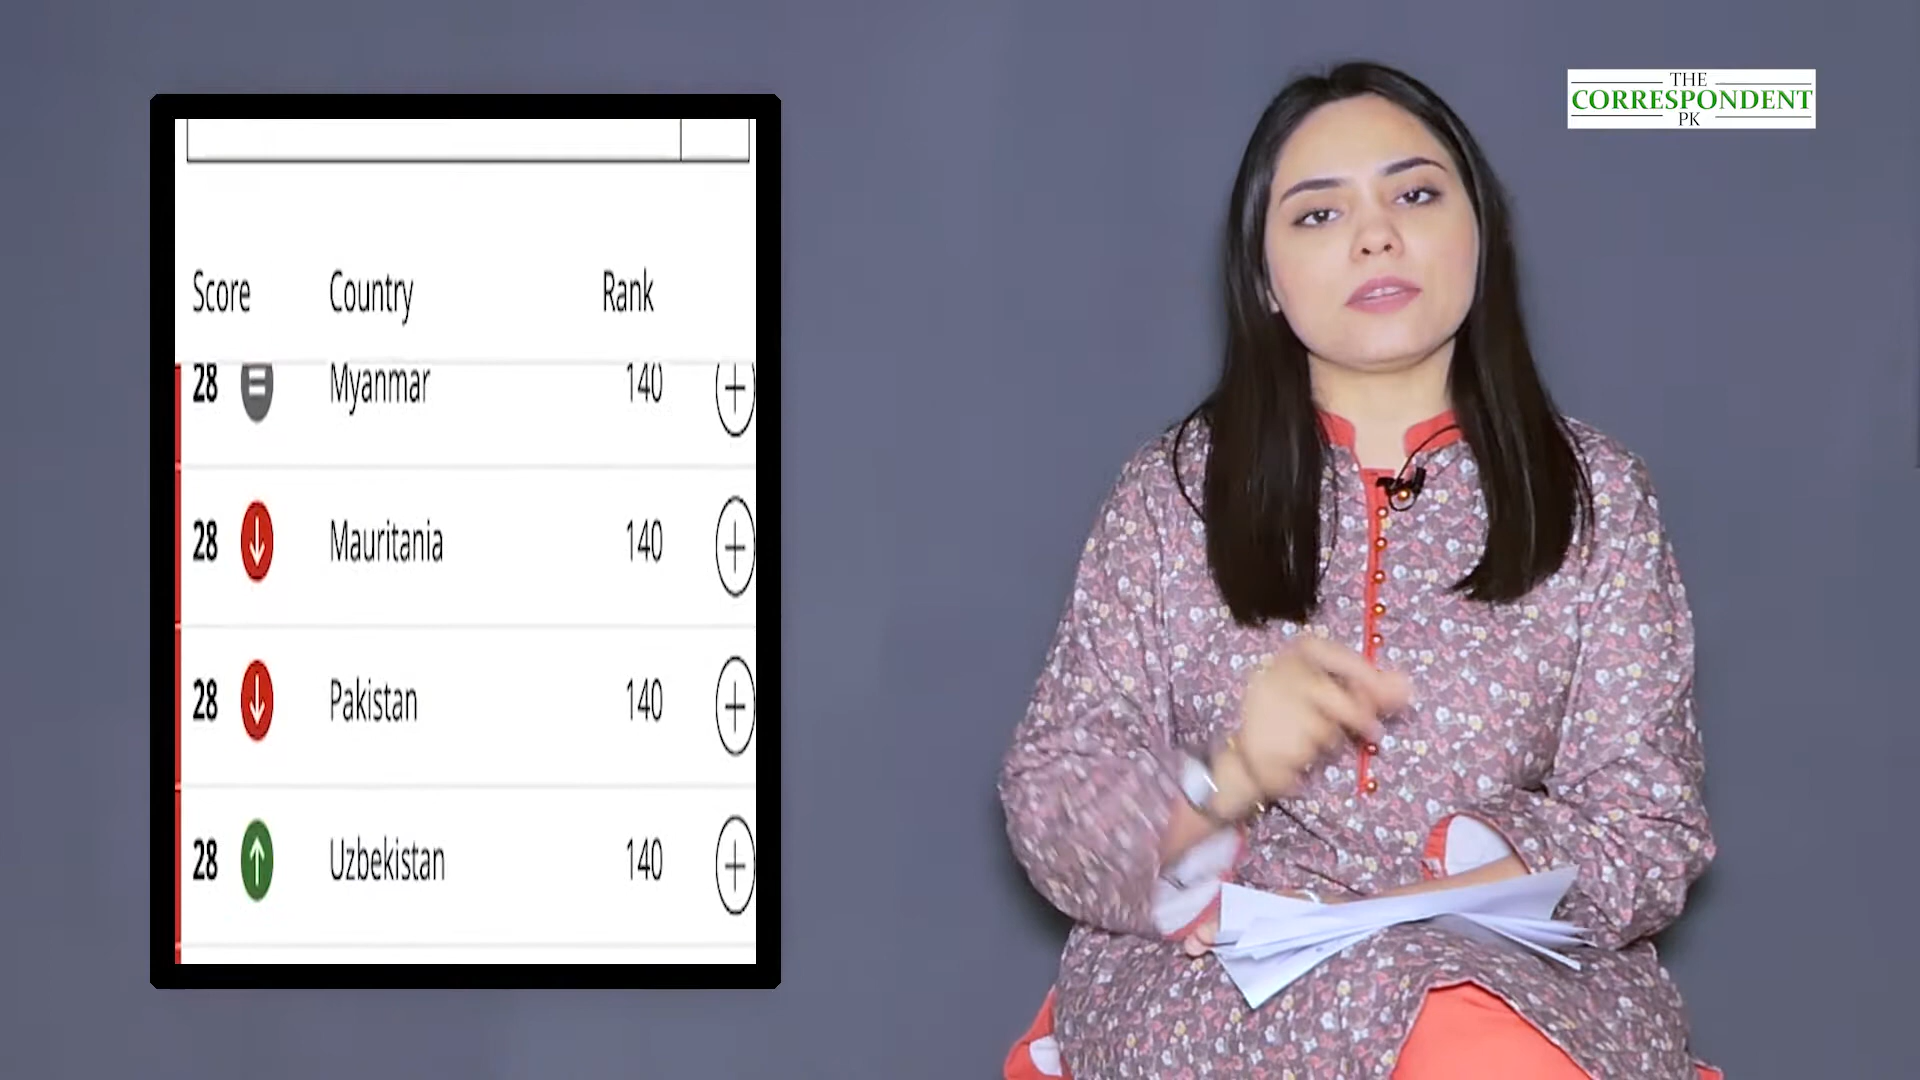 Score Country Rank
28 Myanmar 140
28 Mauritania 140
28 Pakistan 140
28 Uzbekistan 140
THE
CORRESPONDENT
PK